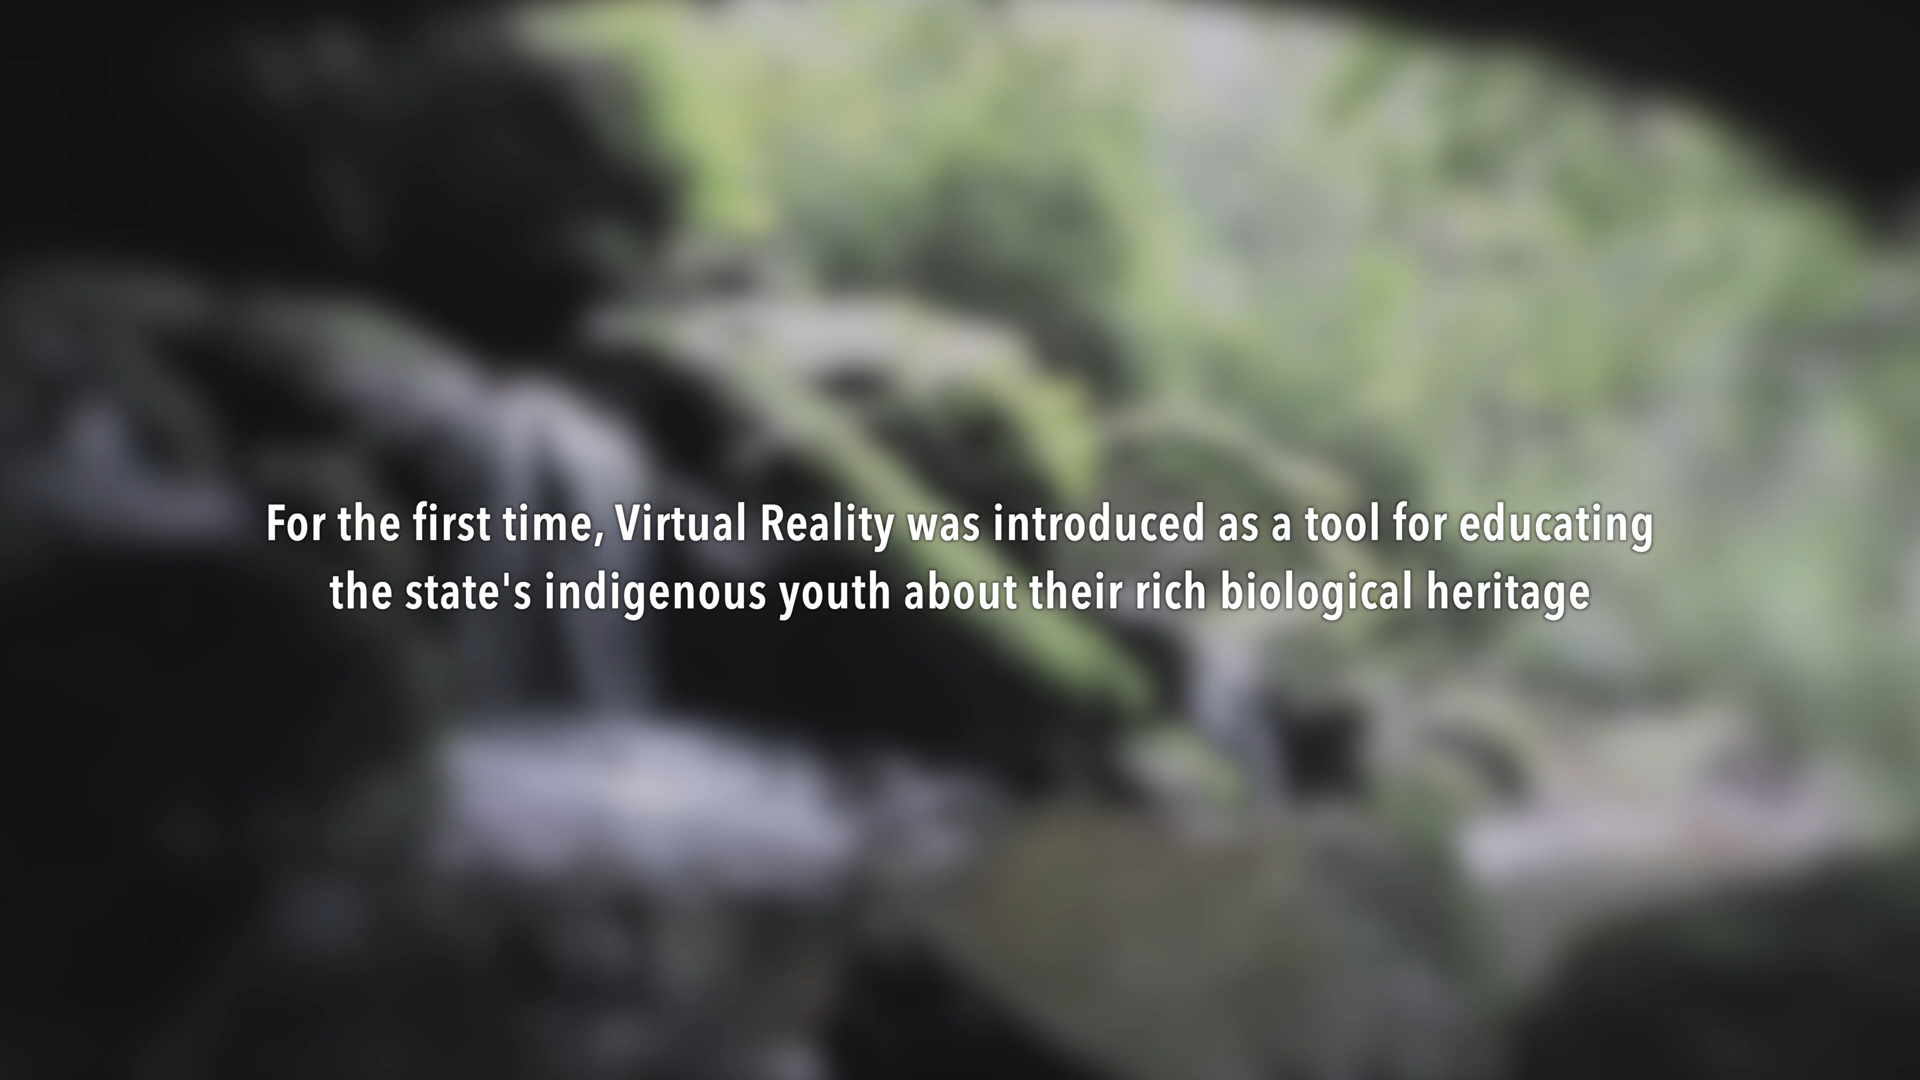 For the first time, Virtual Reality was introduced as a tool for educating
the state's indigenous youth about their rich biological heritage